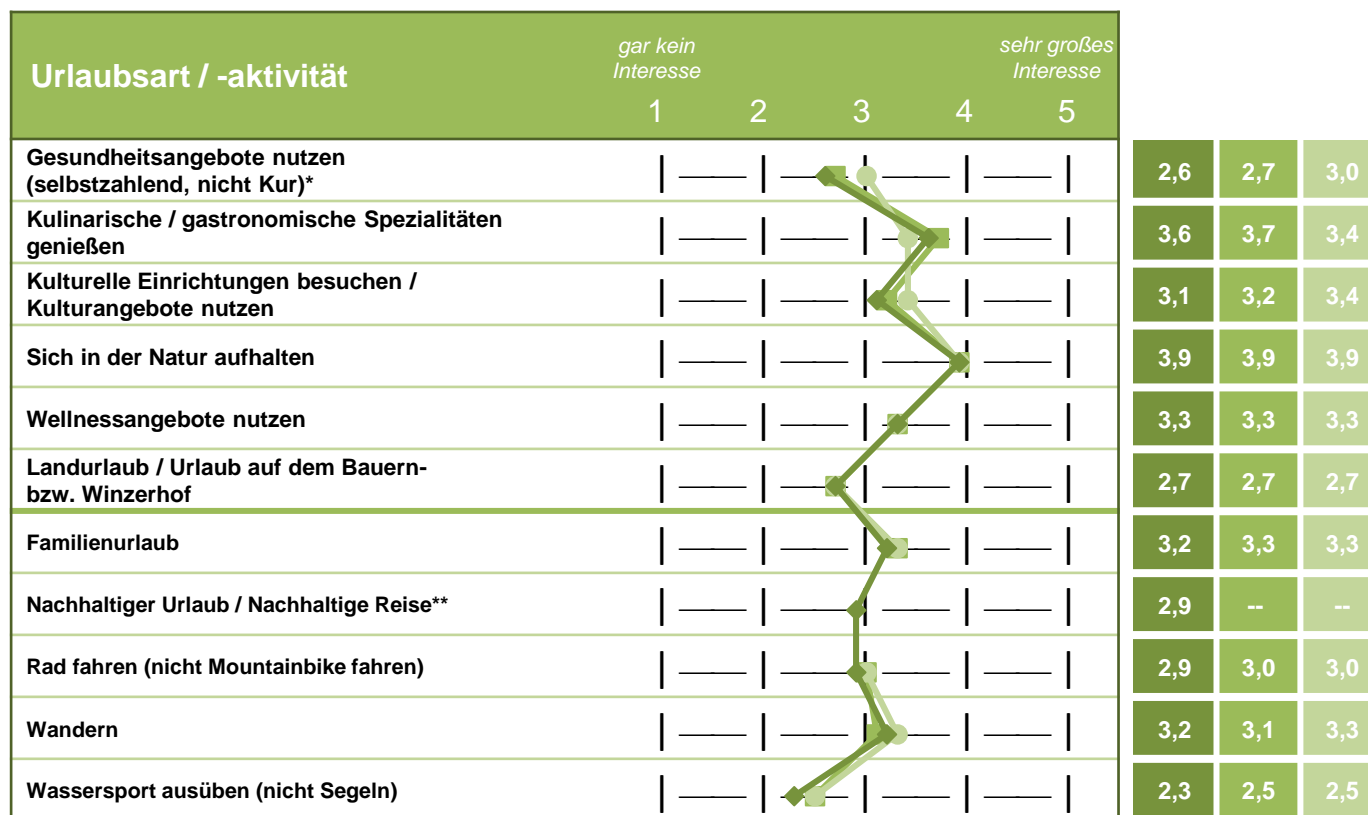 gar kein
Interesse
sehr großes
Interesse
Urlaubsart / -aktivität
1 2 3 4 5
Gesundheitsangebote nutzen
(selbstzahlend, nicht Kur)*
2,6 2,7 3,0
Kulinarische / gastronomische Spezialitäten
genießen
3,6 3,7 3,4
Kulturelle Einrichtungen besuchen /
Kulturangebote nutzen
3,1 3,2 3,4
Sich in der Natur aufhalten
3,9 3,9 3,9
Wellnessangebote nutzen
3,3 3,3 3,3
Landurlaub / Urlaub auf dem Bauern-
bzw. Winzerhof
2,7 2,7 2,7
Familienurlaub
3,2 3,3 3,3
Nachhaltiger Urlaub / Nachhaltige Reise**
2,9 -- --
Rad fahren (nicht Mountainbike fahren)
2,9 3,0 3,0
Wandern
3,2 3,1 3,3
Wassersport ausüben (nicht Segeln)
2,3 2,5 2,5